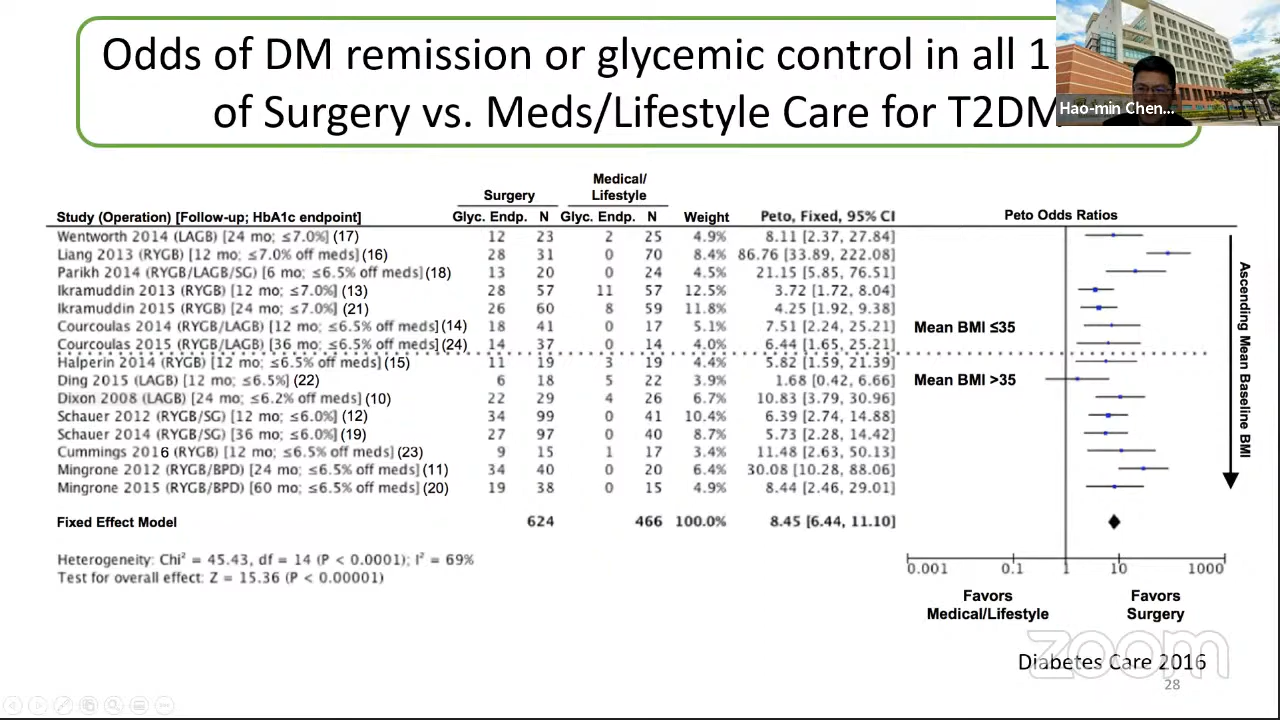 Odds of DM remission or glycemic control in all 1
of Surgery vs. Meds/Lifestyle Care for T2DM
Hao-min Chen...
Surgery Medical/ Lifestyle
Study (Operation) [Follow-up; HbA1c endpoint] Glyc. Endp. N Glyc. Endp. N Weight Peto, Fixed, 95% CI Peto Odds Ratios
Wentworth 2014 (LAGB) [24 mo; ≤7.0%] (17) 12 23 2 25 4.9% 8.11 [2.37, 27.84]
Liang 2013 (RYGB) [12 mo; ≤7.0% off meds] (16) 28 31 0 70 8.4% 86.76 [33.89, 222.08]
Parikh 2014 (RYGB/LAGB/SG) [6 mo; ≤6.5% off meds] (18) 13 20 0 24 4.5% 21.15 [5.85, 76.51]
Ikramuddin 2013 (RYGB) [12 mo; ≤7.0%] (13) 28 57 11 57 12.5% 3.72 [1.72, 8.04]
Ikramuddin 2015 (RYGB) [24 mo; ≤7.0%] (21) 26 60 8 59 11.8% 4.25 [1.92, 9.38]
Courcoulas 2014 (RYGB/LAGB) [12 mo; ≤6.5% off meds] (14) 18 41 0 17 5.1% 7.51 [2.24, 25.21] Mean BMI ≤35
Courcoulas 2015 (RYGB/LAGB) [36 mo; ≤6.5% off meds] (24) 14 37 0 14 4.0% 6.44 [1.65, 25.21]
Halperin 2014 (RYGB) [12 mo; ≤6.5% off meds] (15) 11 19 3 19 4.4% 5.82 [1.59, 21.39]
Ding 2015 (LAGB) [12 mo; ≤6.5%] (22) 6 18 5 22 3.9% 1.68 [0.42, 6.66] Mean BMI >35
Dixon 2008 (LAGB) [24 mo; ≤6.2% off meds] (10) 22 29 4 26 6.7% 10.83 [3.79, 30.96]
Schauer 2012 (RYGB/SG) [12 mo; ≤6.0%] (12) 34 99 0 41 10.4% 6.39 [2.74, 14.88]
Schauer 2014 (RYGB/SG) [36 mo; ≤6.0%] (19) 27 97 0 40 8.7% 5.73 [2.28, 14.42]
Cummings 2016 (RYGB) [12 mo; ≤6.5% off meds] (23) 9 15 1 17 3.4% 11.48 [2.63, 50.13]
Mingrone 2012 (RYGB/BPD) [24 mo; ≤6.5% off meds] (11) 34 40 0 20 6.4% 30.08 [10.28, 88.06]
Mingrone 2015 (RYGB/BPD) [60 mo; ≤6.5% off meds] (20) 19 38 0 15 4.9% 8.44 [2.46, 29.01]
Ascending Mean Baseline BMI
Fixed Effect Model 624 466 100.0% 8.45 [6.44, 11.10]
Heterogeneity: Chi² = 45.43, df = 14 (P < 0.0001); I² = 69%
Test for overall effect: Z = 15.36 (P < 0.00001)
0.001 0.1 1 10 1000
Favors Medical/Lifestyle
Favors Surgery
zoom
Diabetes Care 2016
28